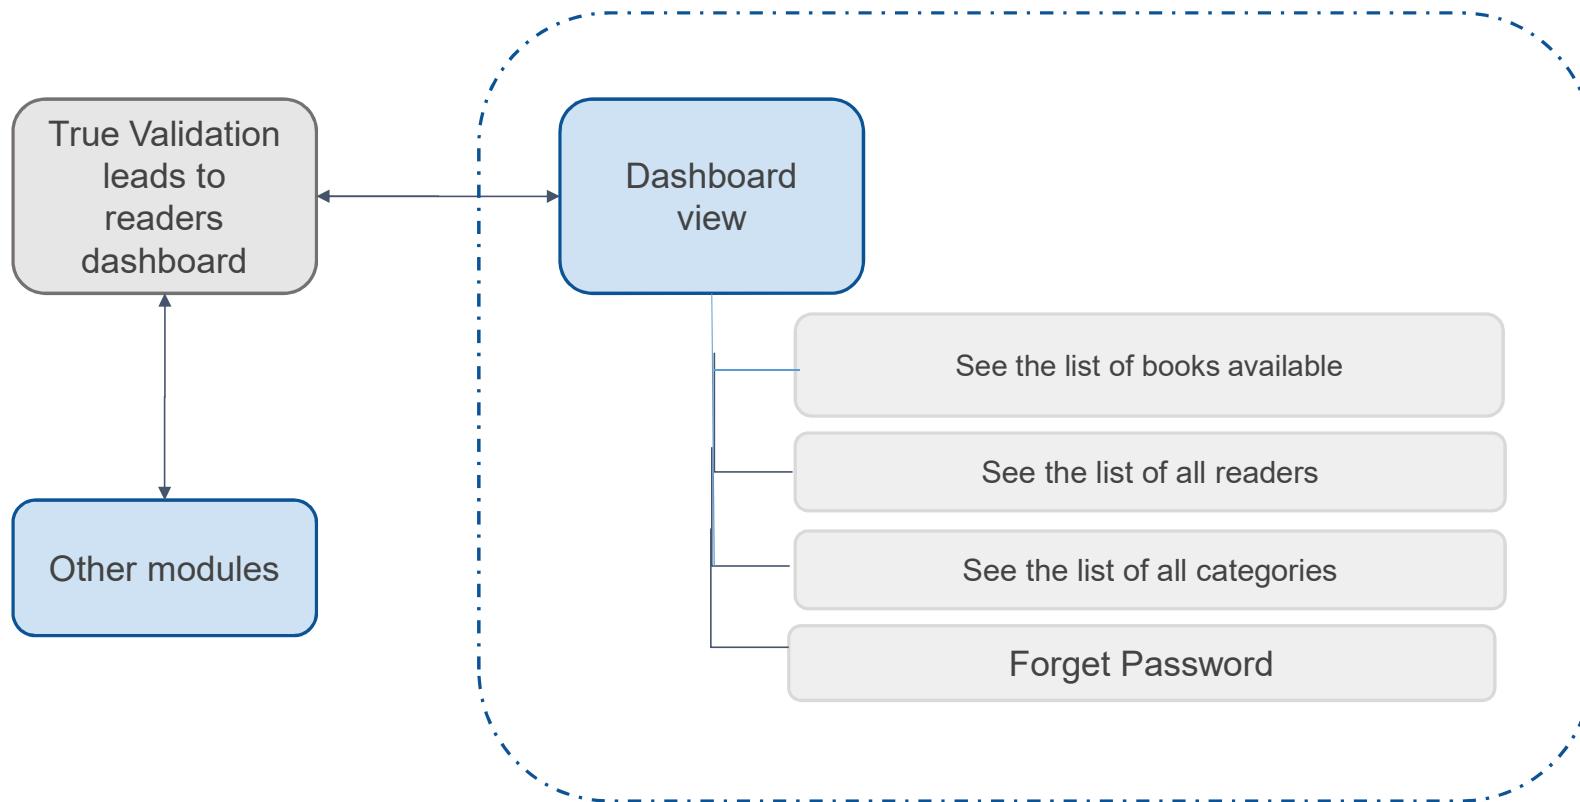 True Validation
leads to
readers
dashboard
Dashboard
view
See the list of books available
See the list of all readers
Other modules
See the list of all categories
Forget Password